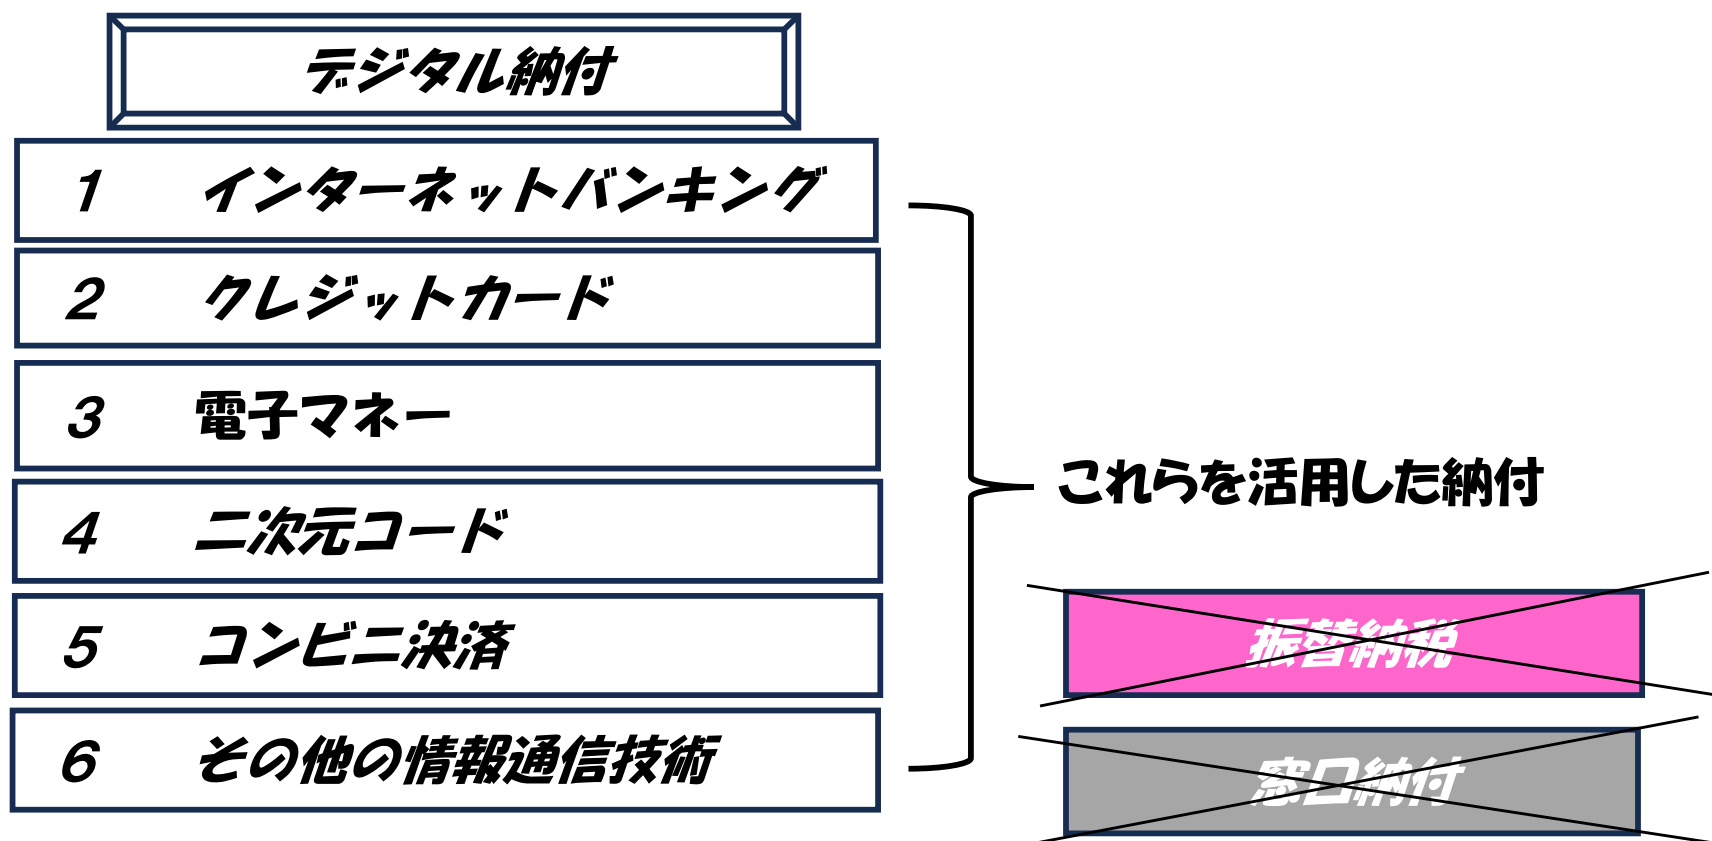 デジタル納付
1 インターネットバンキング
2 クレジットカード
3 電子マネー
4 二次元コード
5 コンビニ決済
6 その他の情報通信技術
これらを活用した納付
振替納税
窓口納付